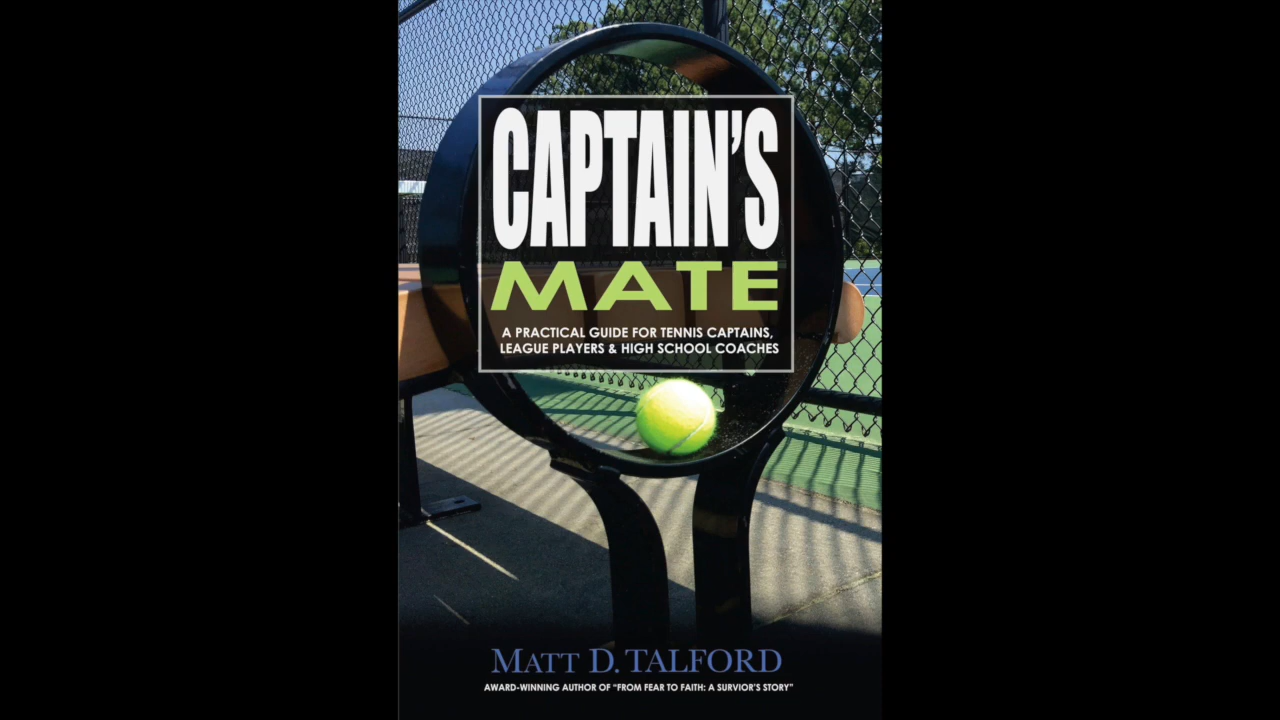 CAPTAIN'S
MATE
A PRACTICAL GUIDE FOR TENNIS CAPTAINS,
LEAGUE PLAYERS & HIGH SCHOOL COACHES
MATT D. TALFORD
AWARD-WINNING AUTHOR OF "FROM FEAR TO FAITH: A SURVIOR'S STORY"